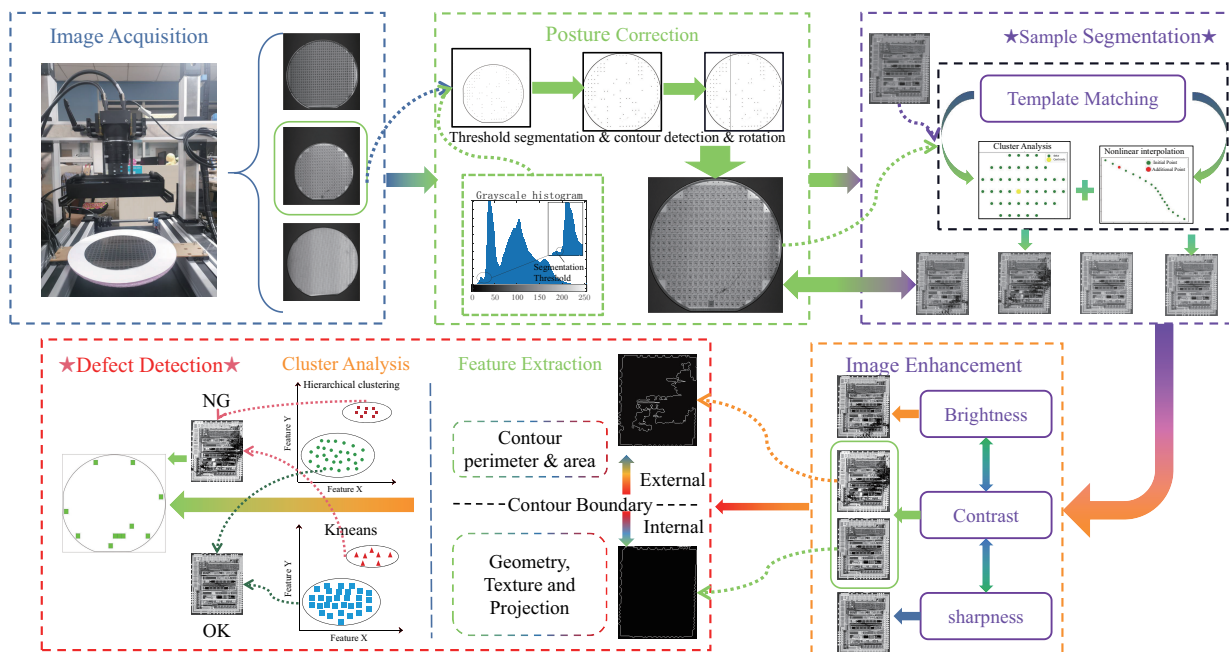 Image Acquisition
Posture Correction
Threshold segmentation & contour detection & rotation
Grayscale histogram
Segmentation
Threshold
0 50 100 150 200 250
★Sample Segmentation★
Template Matching
Cluster Analysis
Nonlinear interpolation
Initial Point
Additional Point
★Defect Detection★
Cluster Analysis
Hierarchical clustering
NG
Feature Y
Feature X
Kmeans
Feature Y
Feature X
OK
Feature Extraction
Contour
perimeter & area
External
Contour Boundary
Internal
Geometry,
Texture and
Projection
Image Enhancement
Brightness
Contrast
sharpness